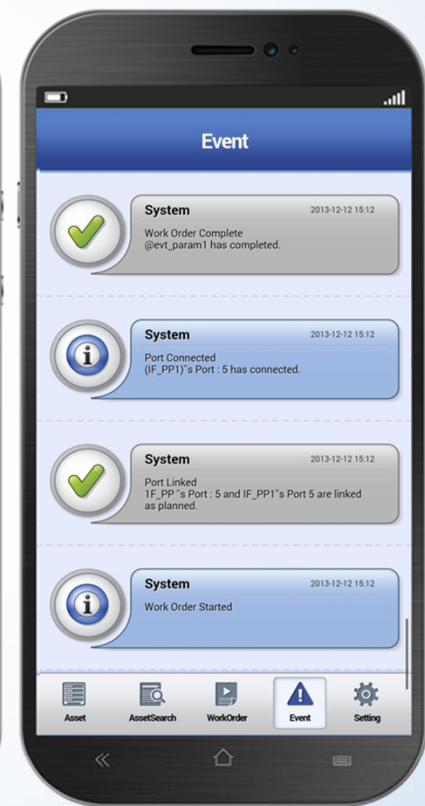 Event
System 2013-12-12 15:12
Work Order Complete
@evt_param1 has completed.
System 2013-12-12 15:12
Port Connected
(IF_PP1)"s Port : 5 has connected.
System 2013-12-12 15:12
Port Linked
1F_PP "s Port : 5 and IF_PP1"s Port 5 are linked
as planned.
System 2013-12-12 15:12
Work Order Started
Asset AssetSearch WorkOrder Event Setting